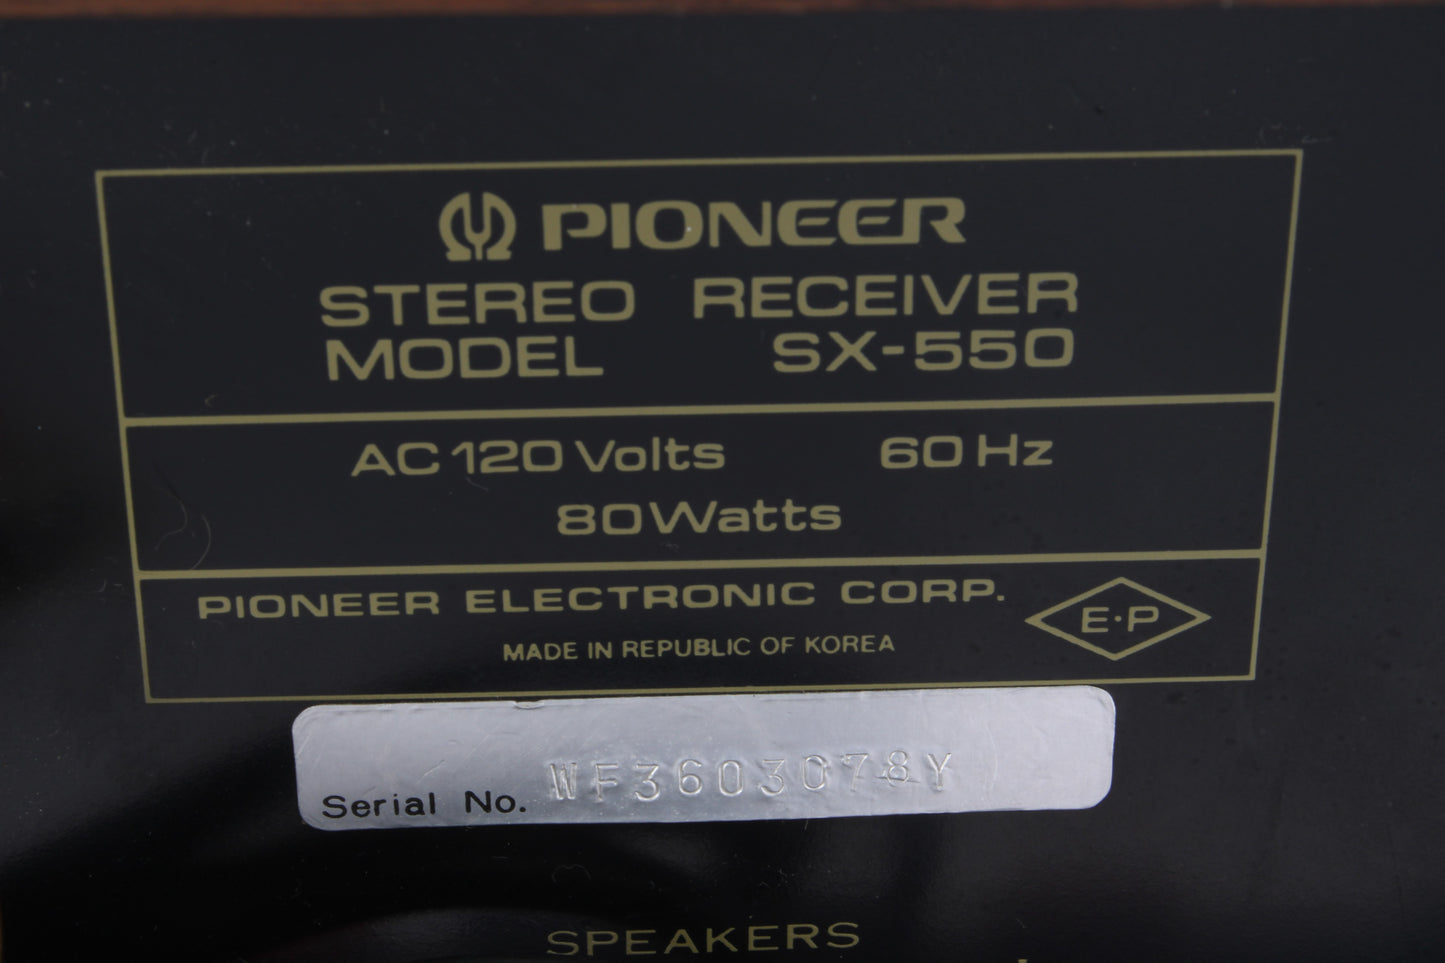 PIONEER
STEREO RECEIVER
MODEL SX-550
AC 120 Volts 60 Hz
80 Watts
PIONEER ELECTRONIC CORP.
E·P
MADE IN REPUBLIC OF KOREA
Serial No. WF3603078Y
SPEAKERS